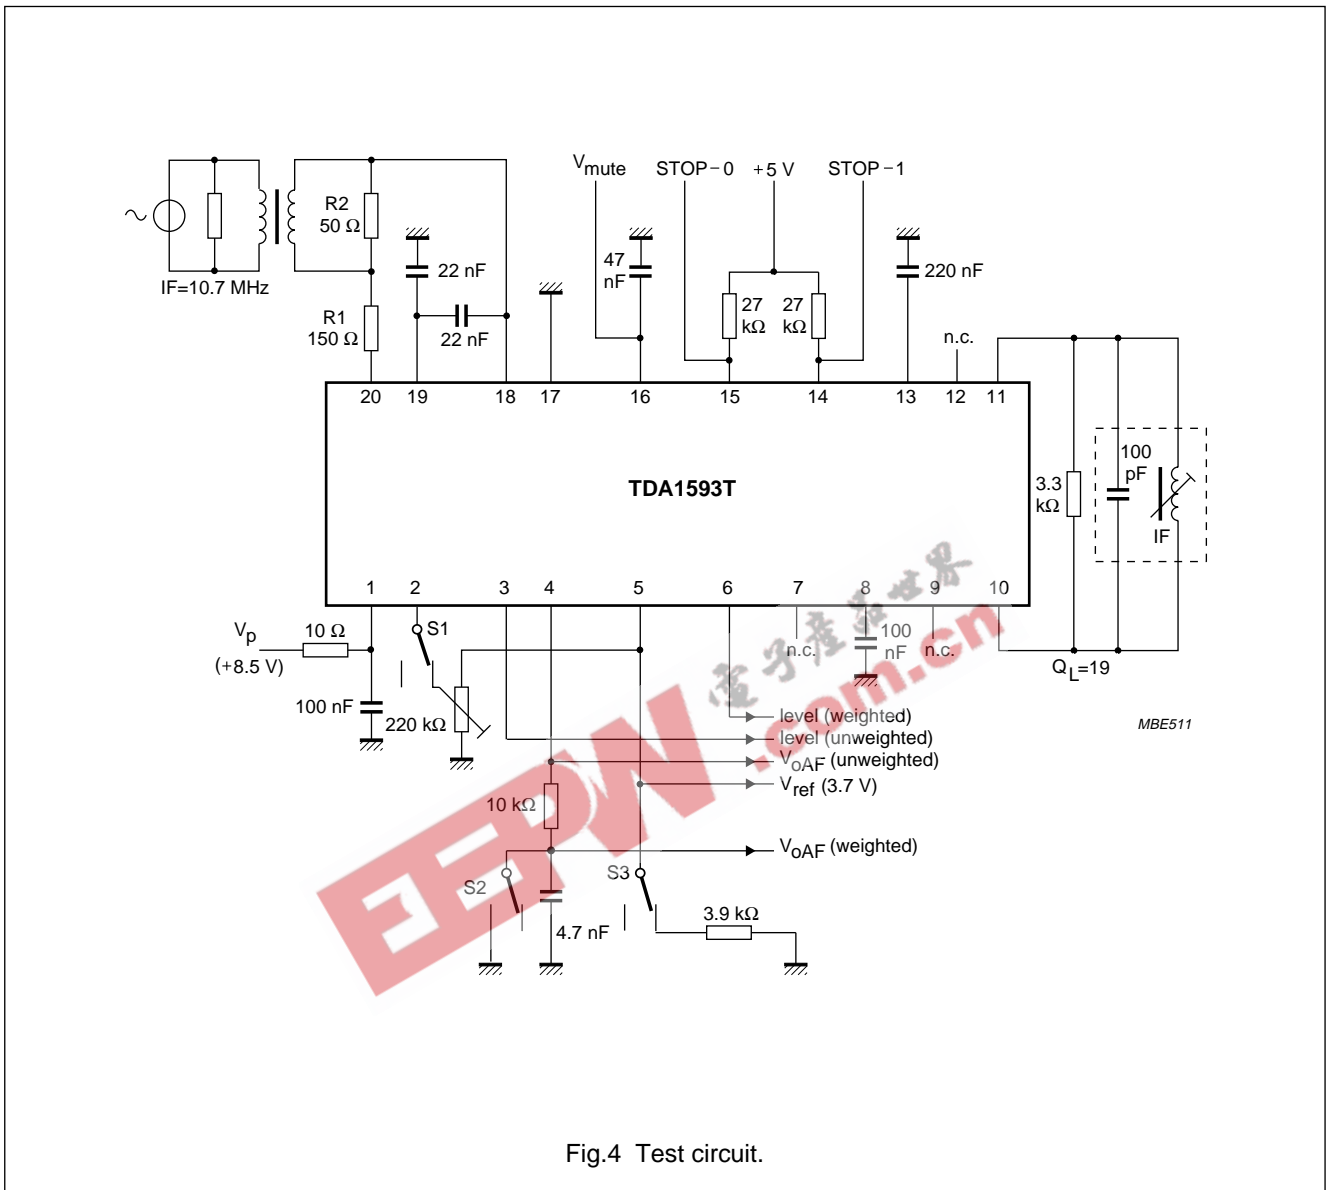 V mute
STOP−0
+5 V
STOP−1
R2
50 Ω
22 nF
47
nF
220 nF
IF=10.7 MHz
R1
150 Ω
22 nF
27
kΩ
27
kΩ
n.c.
20 19 18 17 16 15 14 13 12 11
100
pF
3.3
kΩ
IF
TDA1593T
1 2 3 4 5 6 7 8 9 10
Vp
(+8.5 V)
10 Ω
S1
n.c.
100
nF
n.c.
QL=19
100 nF
220 kΩ
level (weighted)
MBE511
level (unweighted)
VoAF (unweighted)
Vref (3.7 V)
10 kΩ
VoAF (weighted)
S2
S3
4.7 nF
3.9 kΩ
電子産品世界
EEPW.com.cn
Fig.4 Test circuit.